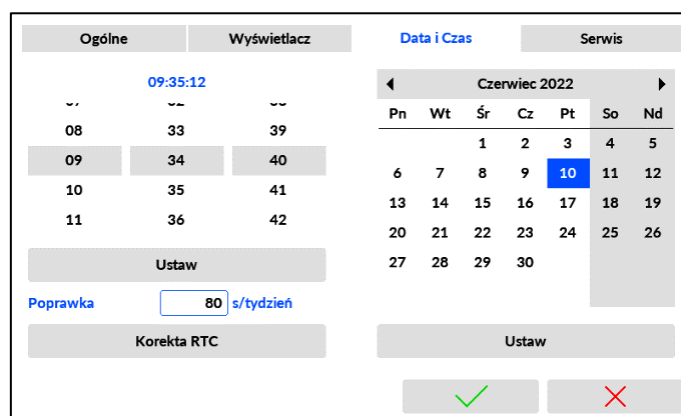 Ogólne Wyświetlacz Data i Czas Serwis
09:35:12
08 33 39
09 34 40
10 35 41
11 36 42
Ustaw
Poprawka 80 s/tydzień
Korekta RTC
Czerwiec 2022
Pn Wt Śr Cz Pt So Nd
1 2 3 4 5
6 7 8 9 10 11 12
13 14 15 16 17 18 19
20 21 22 23 24 25 26
27 28 29 30
Ustaw